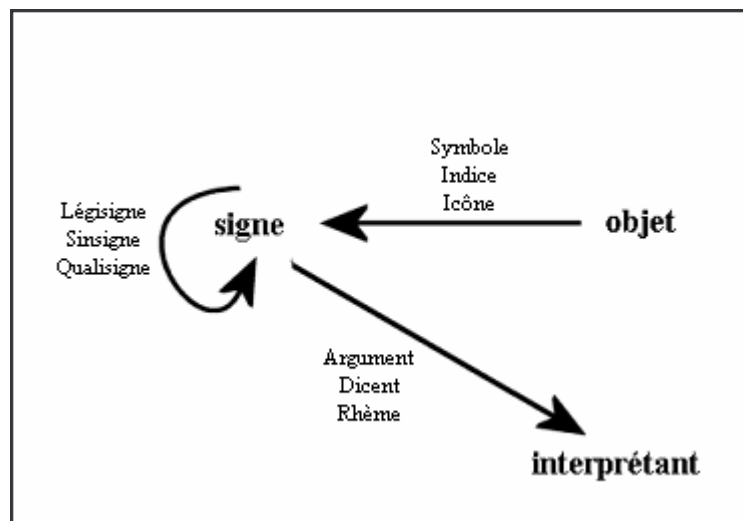 Symbole
Indice
Icône
Légisigne
Sinsigne
Qualisigne
signe
objet
Argument
Dicent
Rhème
interprétant